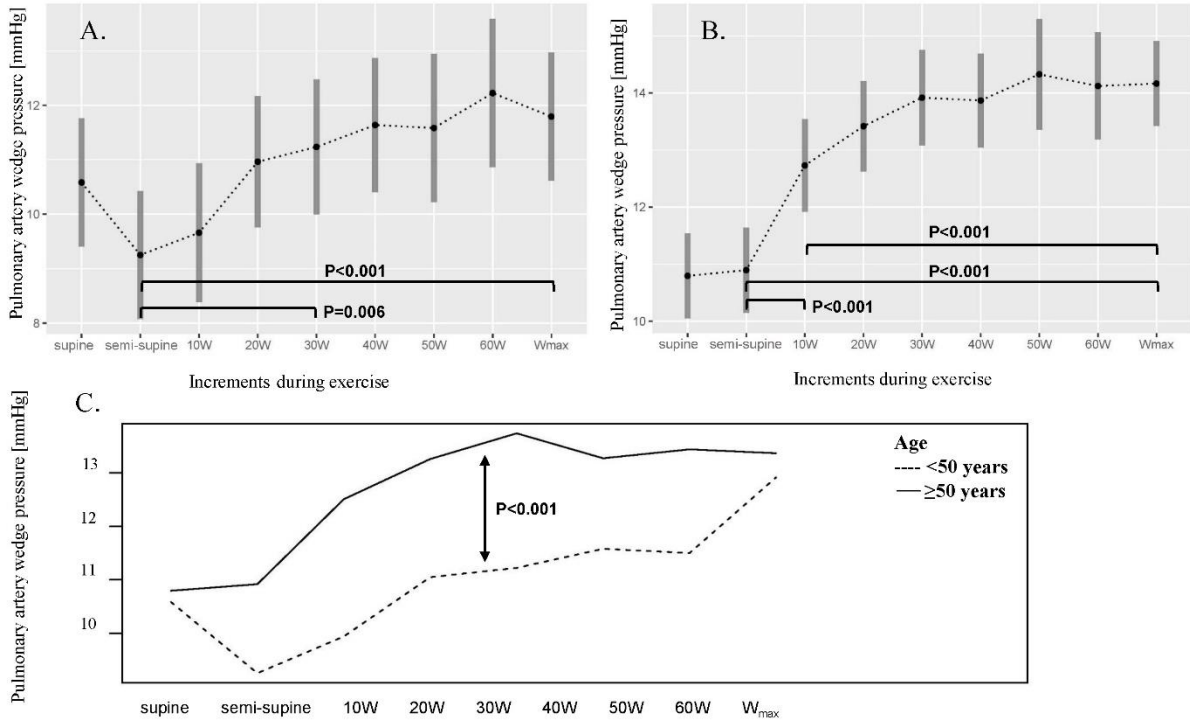 A.
Pulmonary artery wedge pressure [mmHg]
12
10
8
P<0.001
P=0.006
supine semi-supine 10W 20W 30W 40W 50W 60W Wmax
Increments during exercise
B.
Pulmonary artery wedge pressure [mmHg]
14
12
10
P<0.001
P<0.001
P<0.001
supine semi-supine 10W 20W 30W 40W 50W 60W Wmax
Increments during exercise
C.
Pulmonary artery wedge pressure [mmHg]
13
12
11
10
Age
<50 years
≥50 years
P<0.001
supine semi-supine 10W 20W 30W 40W 50W 60W Wmax